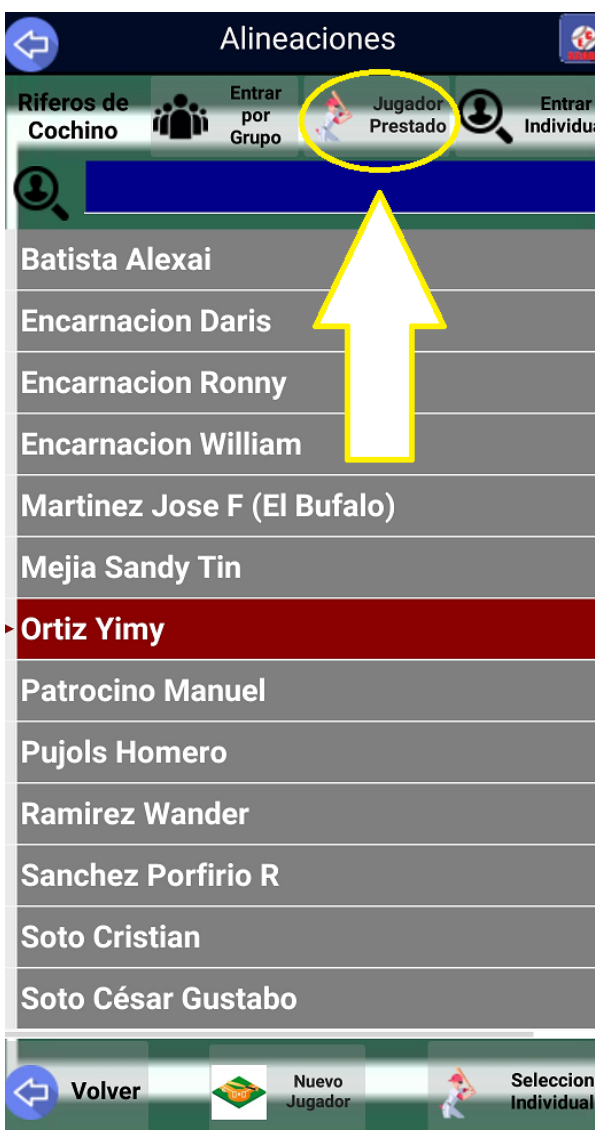 Alineaciones
Riferos de
Cochino
Entrar
por
Grupo
Jugador
Prestado
Entrar
Individua
Batista Alexai
Encarnacion Daris
Encarnacion Ronny
Encarnacion William
Martinez Jose F (El Bufalo)
Mejia Sandy Tin
Ortiz Yimy
Patrocino Manuel
Pujols Homero
Ramirez Wander
Sanchez Porfirio R
Soto Cristian
Soto César Gustabo
Volver
Nuevo
Jugador
Seleccion
Individual